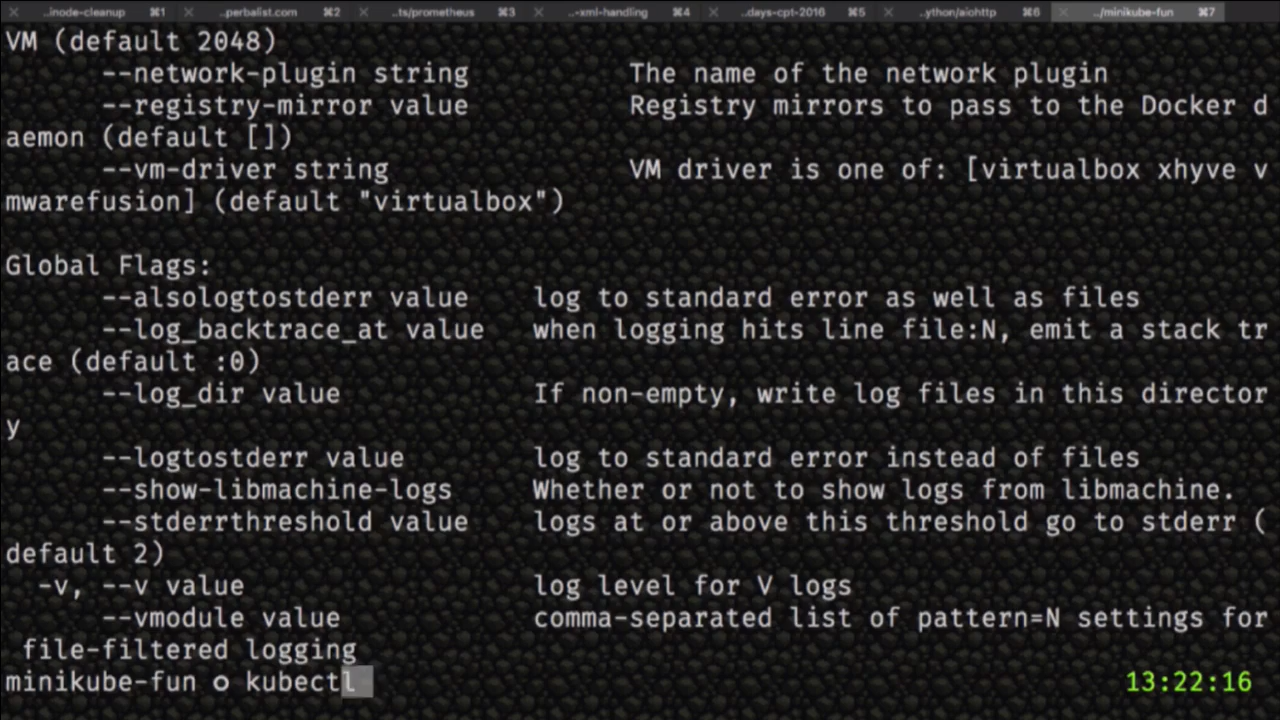 ..inode-cleanup ⌘1 ..perbalist.com ⌘2 ..ts/prometheus ⌘3 ..-xml-handling ⌘4 ..days-cpt-2016 ⌘5 ..ython/aiohttp ⌘6 ../minikube-fun ⌘7
VM (default 2048)
--network-plugin string The name of the network plugin
--registry-mirror value Registry mirrors to pass to the Docker d
aemon (default [])
--vm-driver string VM driver is one of: [virtualbox xhyve v
mwarefusion] (default "virtualbox")
Global Flags:
--alsologtostderr value log to standard error as well as files
--log_backtrace_at value when logging hits line file:N, emit a stack tr
ace (default :0)
--log_dir value If non-empty, write log files in this director
y
--logtostderr value log to standard error instead of files
--show-libmachine-logs Whether or not to show logs from libmachine.
--stderrthreshold value logs at or above this threshold go to stderr (
default 2)
-v, --v value log level for V logs
--vmodule value comma-separated list of pattern=N settings for
file-filtered logging
minikube-fun o kubectl 13:22:16